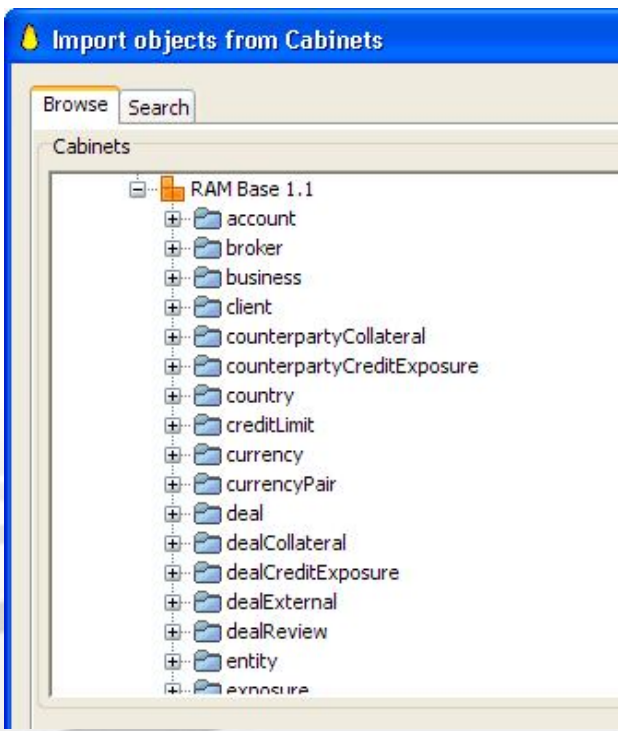 Import objects from Cabinets
Browse Search
Cabinets
RAM Base 1.1
account
broker
business
client
counterpartyCollateral
counterpartyCreditExposure
country
creditLimit
currency
currencyPair
deal
dealCollateral
dealCreditExposure
dealExternal
dealReview
entity
exposure